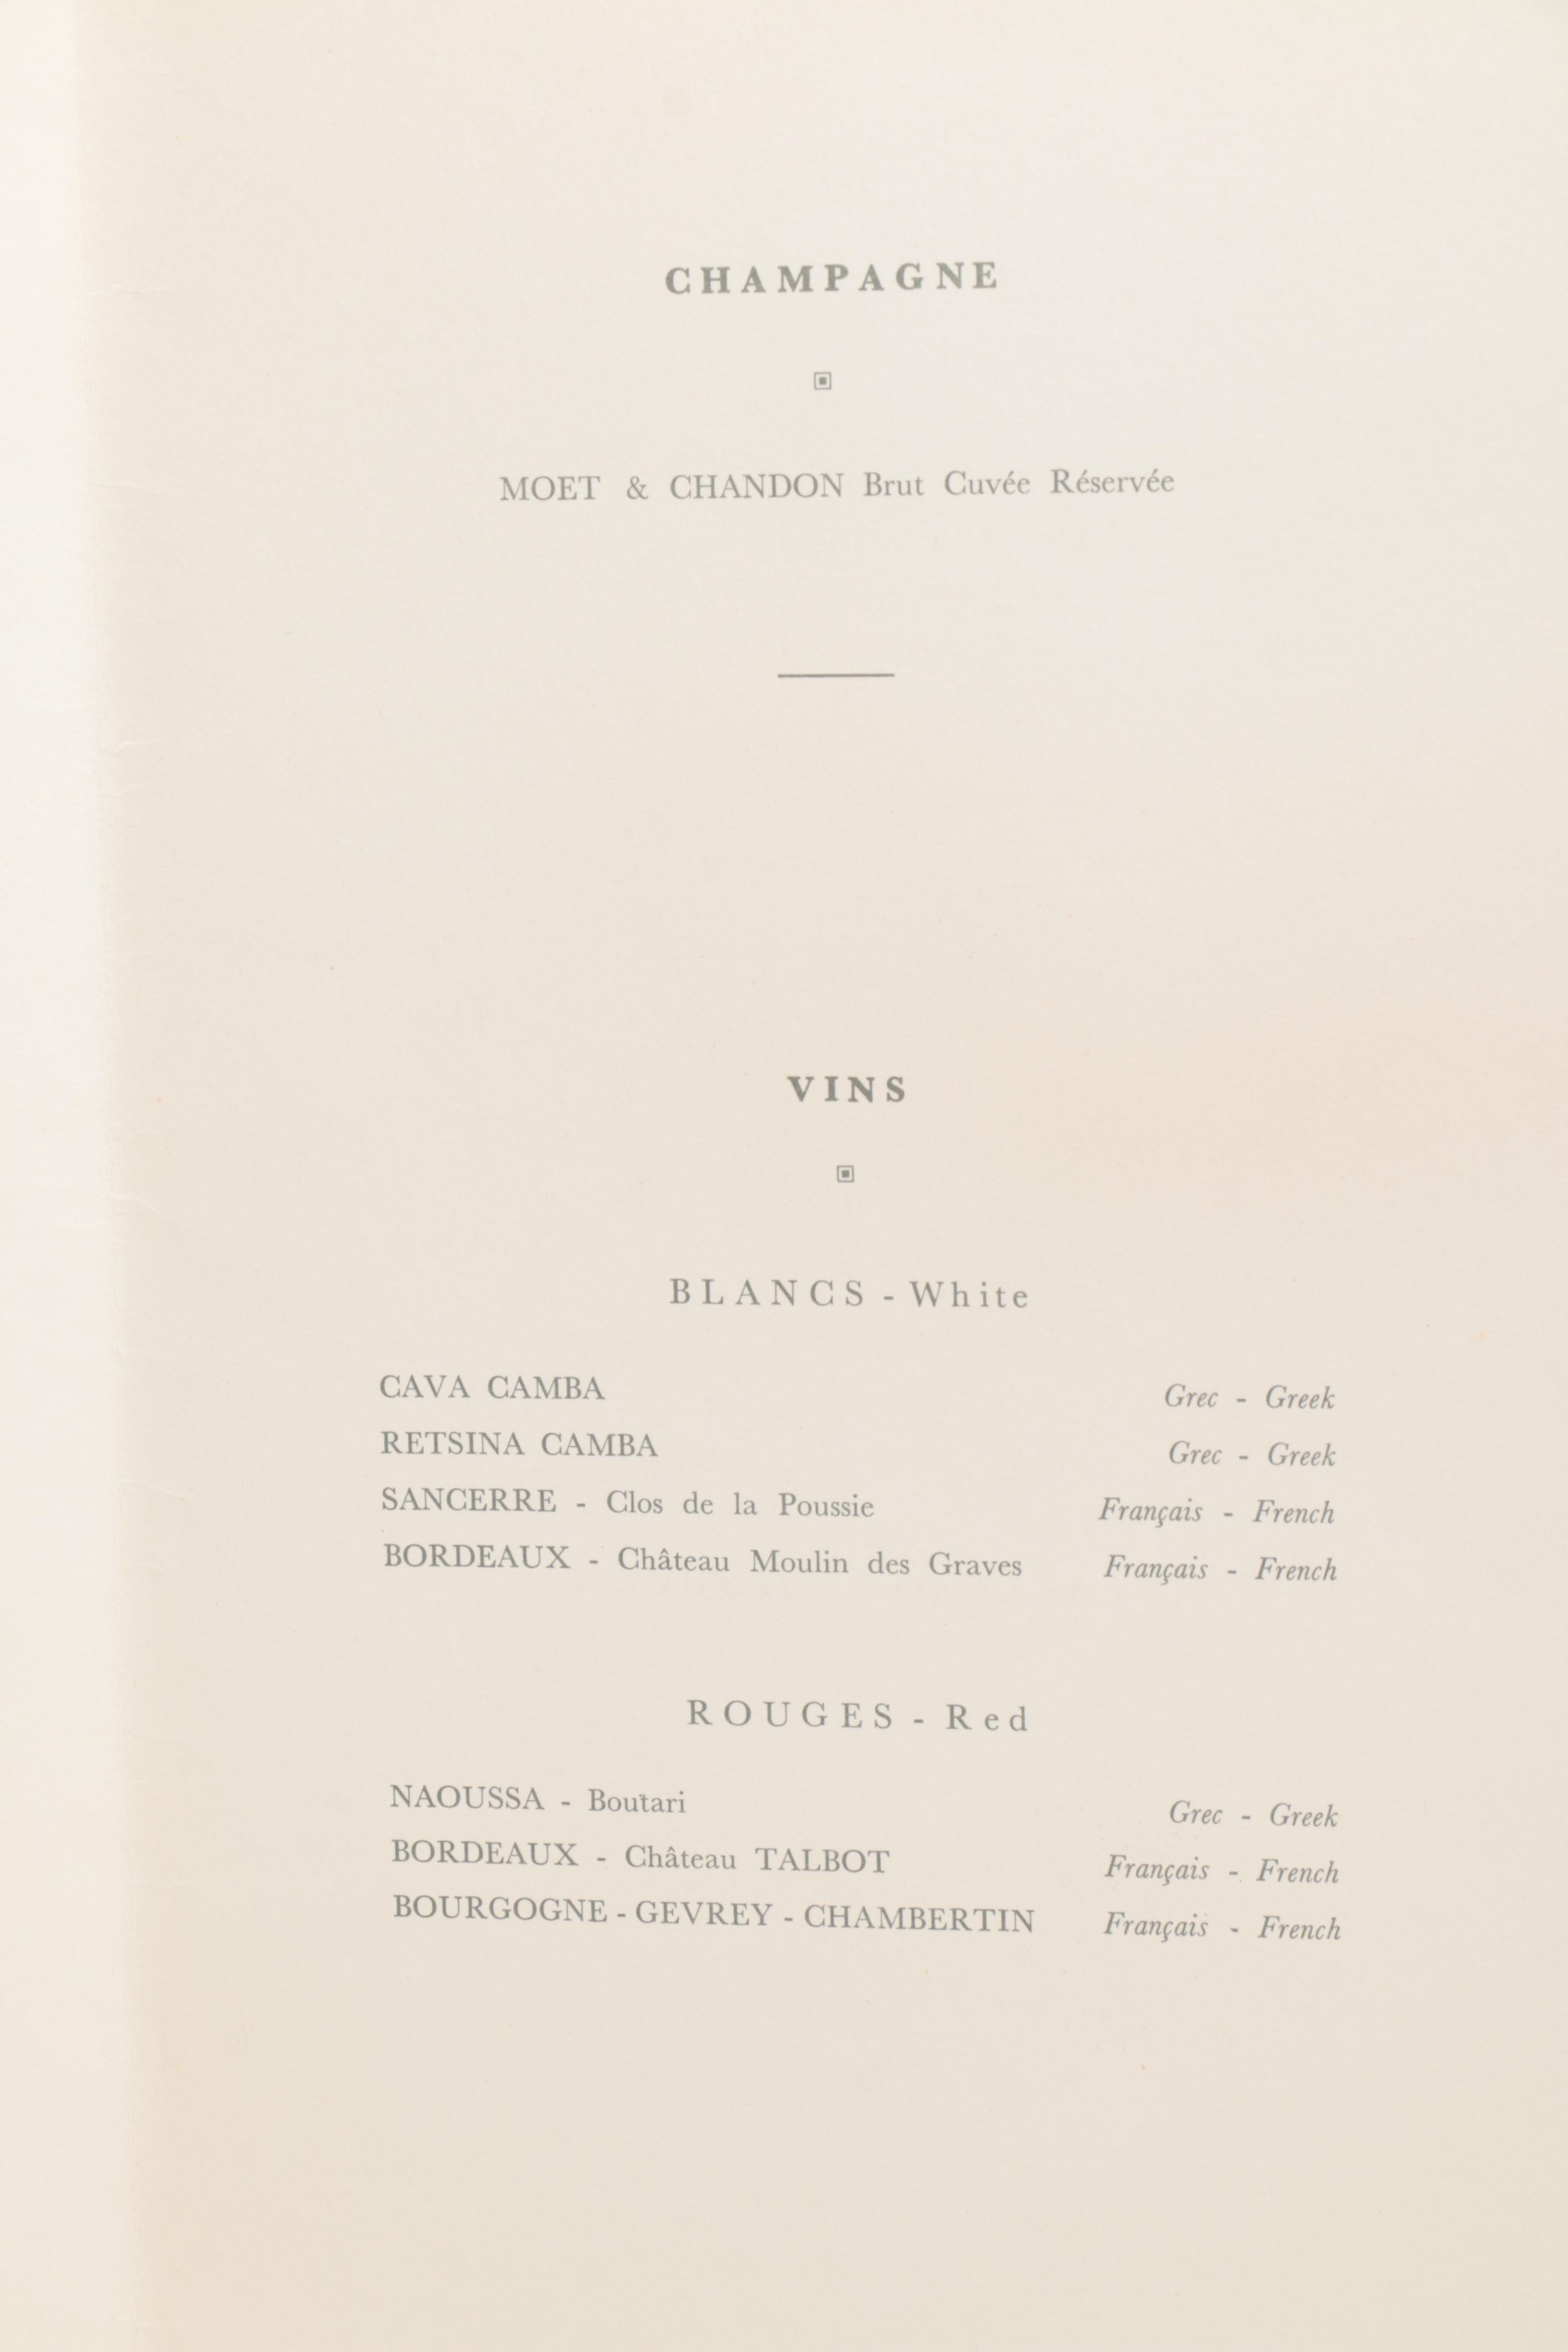 CHAMPAGNE
MOET & CHANDON Brut Cuvée Réservée
VINS
BLANCS - White
CAVA CAMBA Grec - Greek
RETSINA CAMBA Grec - Greek
SANCERRE - Clos de la Poussie Français - French
BORDEAUX - Château Moulin des Graves Français - French
ROUGES - Red
NAOUSSA - Boutari Grec - Greek
BORDEAUX - Château TALBOT Français - French
BOURGOGNE - GEVREY - CHAMBERTIN Français - French